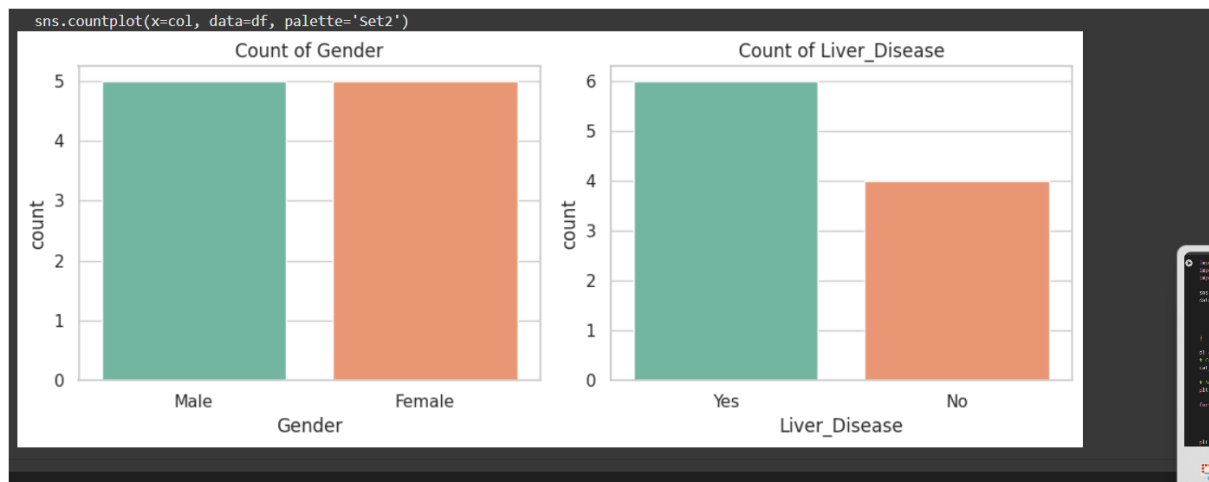 sns.countplot(x=col, data=df, palette='Set2')
Count of Gender
5
4
3
2
1
0
count
Male Female
Gender
Count of Liver_Disease
6
5
4
3
2
1
0
count
Yes No
Liver_Disease